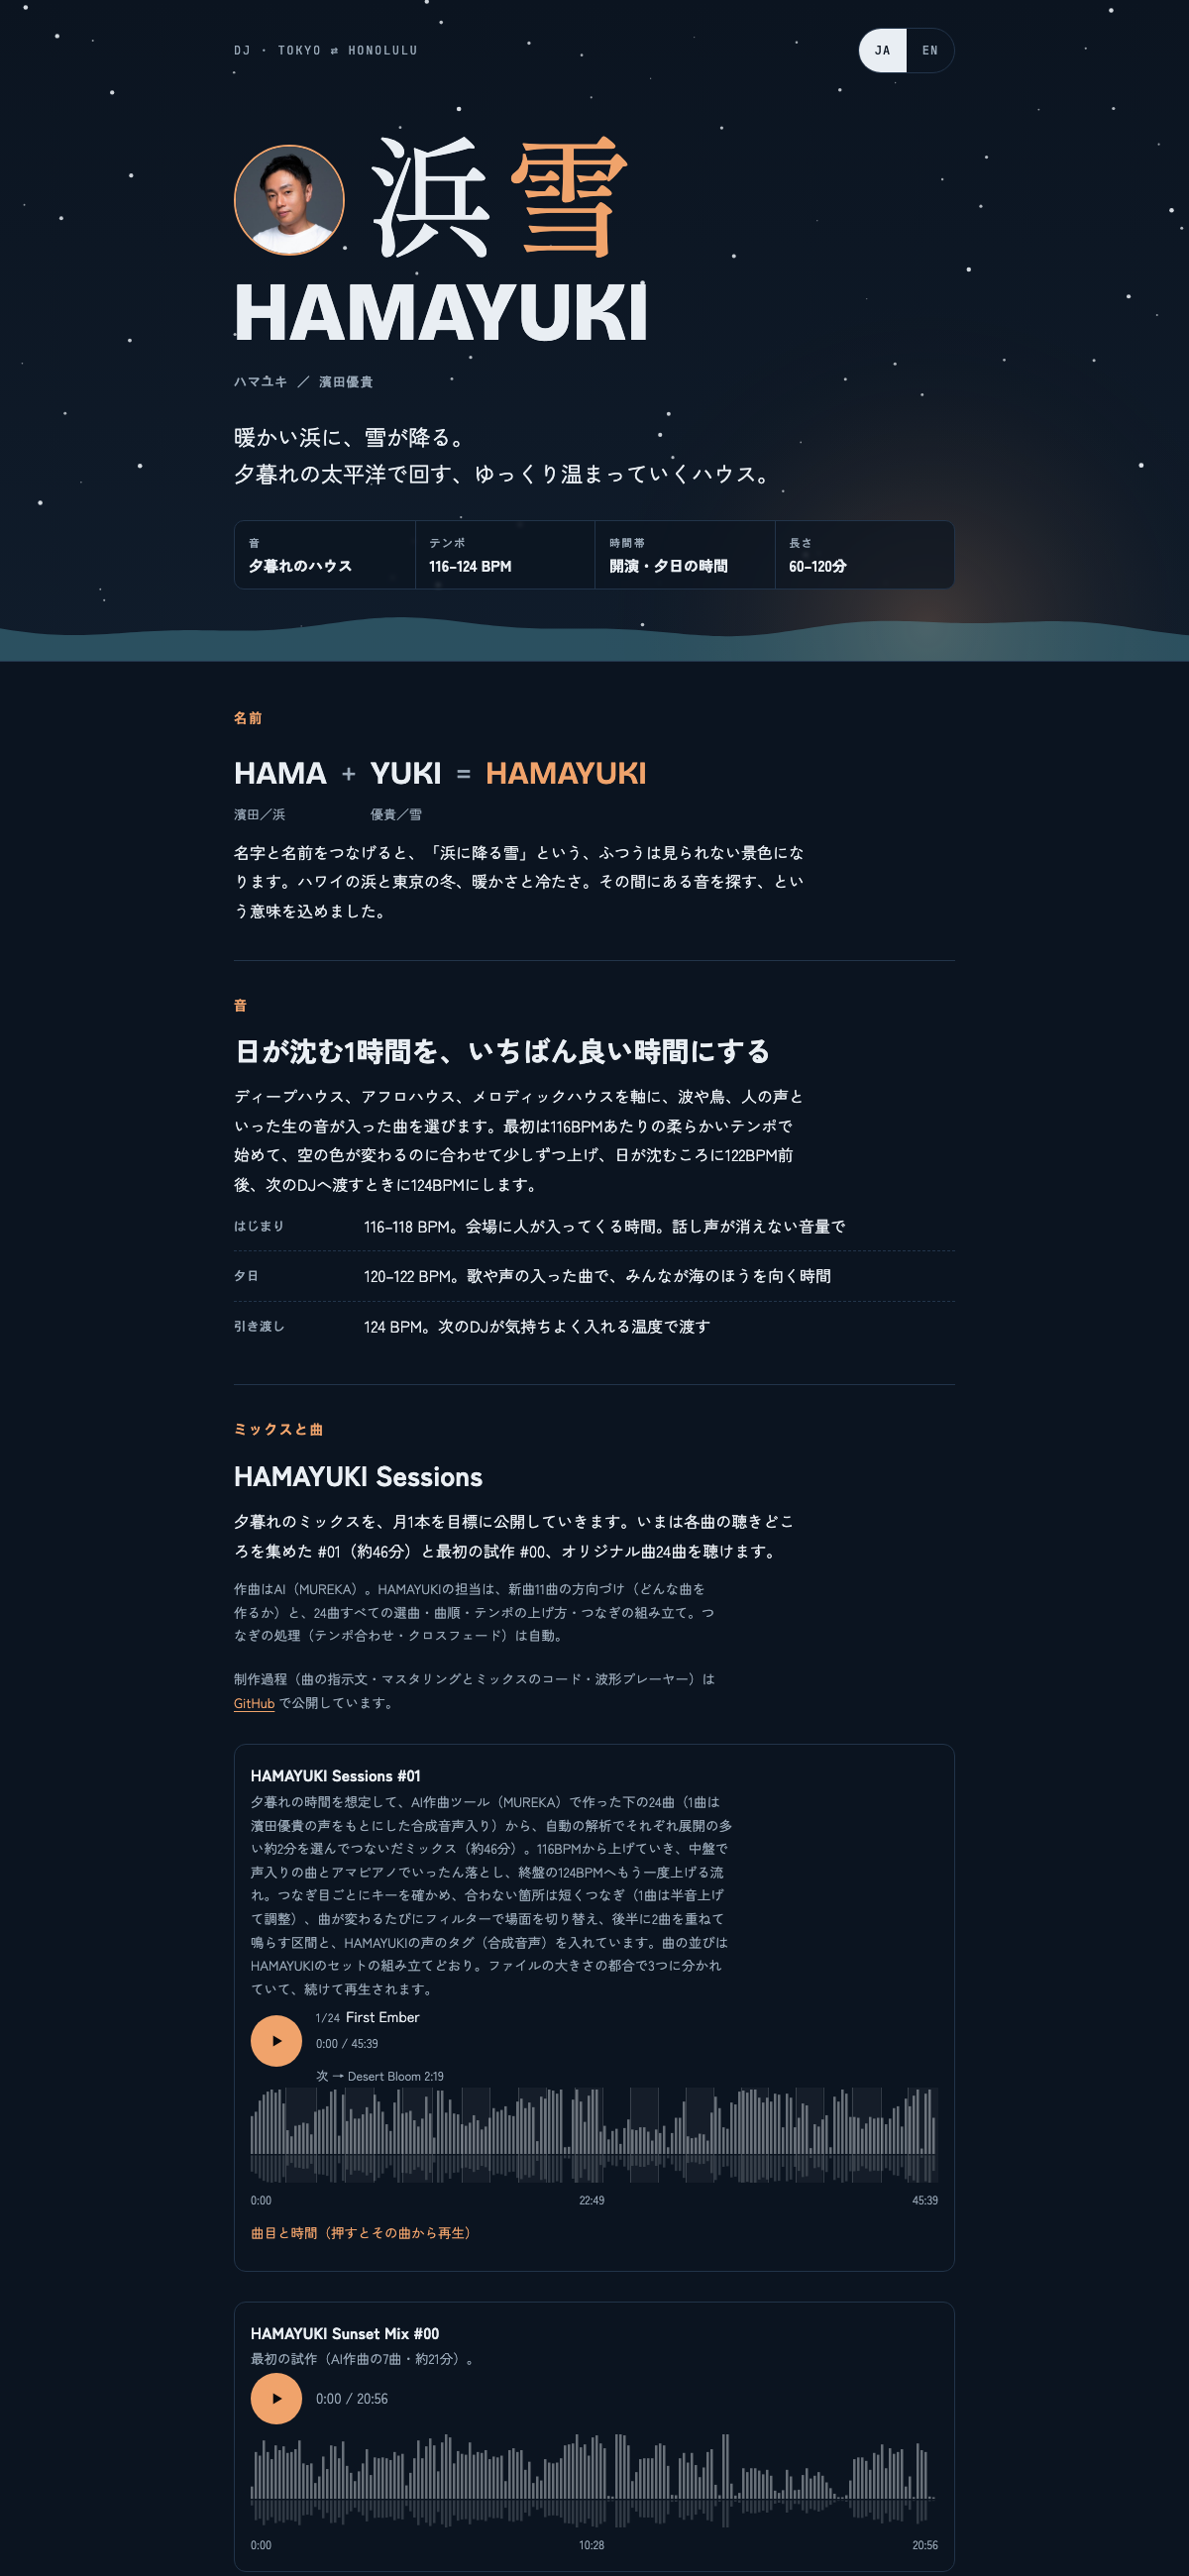 DJ · TOKYO ⇄ HONOLULU
JA EN
浜雪
HAMAYUKI
ハマユキ ／ 濱田優貴
暖かい浜に、雪が降る。
夕暮れの太平洋で回す、ゆっくり温まっていくハウス。
音 テンポ 時間帯 長さ
夕暮れのハウス 116–124 BPM 開演・夕日の時間 60–120分
名前
HAMA + YUKI = HAMAYUKI
濱田／浜 優貴／雪
名字と名前をつなげると、「浜に降る雪」という、ふつうは見られない景色にな
ります。ハワイの浜と東京の冬、暖かさと冷たさ。その間にある音を探す、とい
う意味を込めました。
音
日が沈む1時間を、いちばん良い時間にする
ディープハウス、アフロハウス、メロディックハウスを軸に、波や鳥、人の声と
いった生の音が入った曲を選びます。最初は116BPMあたりの柔らかいテンポで
始めて、空の色が変わるのに合わせて少しずつ上げ、日が沈むころに122BPM前
後、次のDJへ渡すときに124BPMにします。
はじまり 116–118 BPM。会場に人が入ってくる時間。話し声が消えない音量で
夕日 120–122 BPM。歌や声の入った曲で、みんなが海のほうを向く時間
引き渡し 124 BPM。次のDJが気持ちよく入れる温度で渡す
ミックスと曲
HAMAYUKI Sessions
夕暮れのミックスを、月1本を目標に公開していきます。いまは各曲の聴きどこ
ろを集めた #01（約46分）と最初の試作 #00、オリジナル曲24曲を聴けます。
作曲はAI（MUREKA）。HAMAYUKIの担当は、新曲11曲の方向づけ（どんな曲を
作るか）と、24曲すべての選曲・曲順・テンポの上げ方・つなぎの組み立て。つ
なぎの処理（テンポ合わせ・クロスフェード）は自動。
制作過程（曲の指示文・マスタリングとミックスのコード・波形プレーヤー）は
GitHub で公開しています。
HAMAYUKI Sessions #01
夕暮れの時間を想定して、AI作曲ツール（MUREKA）で作った下の24曲（1曲は
濱田優貴の声をもとにした合成音声入り）から、自動の解析でそれぞれ展開の多
い約2分を選んでつないだミックス（約46分）。116BPMから上げていき、中盤で
声入りの曲とアマピアノでいったん落とし、終盤の124BPMへもう一度上げる流
れ。つなぎ目ごとにキーを確かめ、合わない箇所は短くつなぎ（1曲は半音上げ
て調整）、曲が変わるたびにフィルターで場面を切り替え、後半に2曲を重ねて
鳴らす区間と、HAMAYUKIの声のタグ（合成音声）を入れています。曲の並びは
HAMAYUKIのセットの組み立てどおり。ファイルの大きさの都合で3つに分かれ
ていて、続けて再生されます。
1/24 First Ember
0:00 / 45:39
次 → Desert Bloom 2:19
0:00 22:49 45:39
曲目と時間（押すとその曲から再生）
HAMAYUKI Sunset Mix #00
最初の試作（AI作曲の7曲・約21分）。
0:00 / 20:56
0:00 10:28 20:56